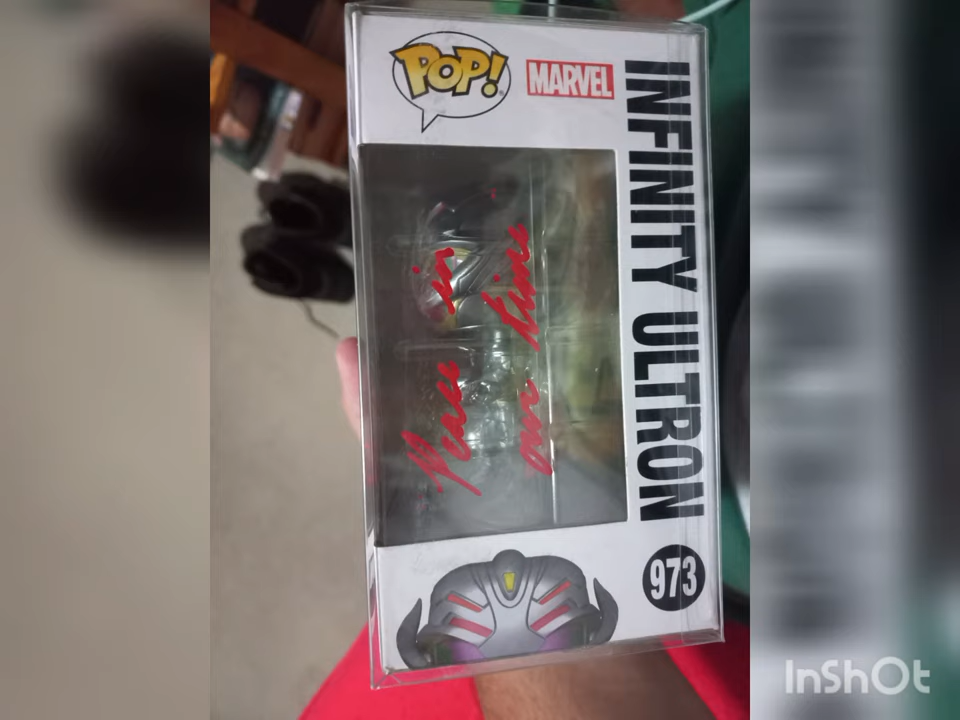 POP!
MARVEL
INFINITY ULTRON
973
Peace in
our time
InShOt